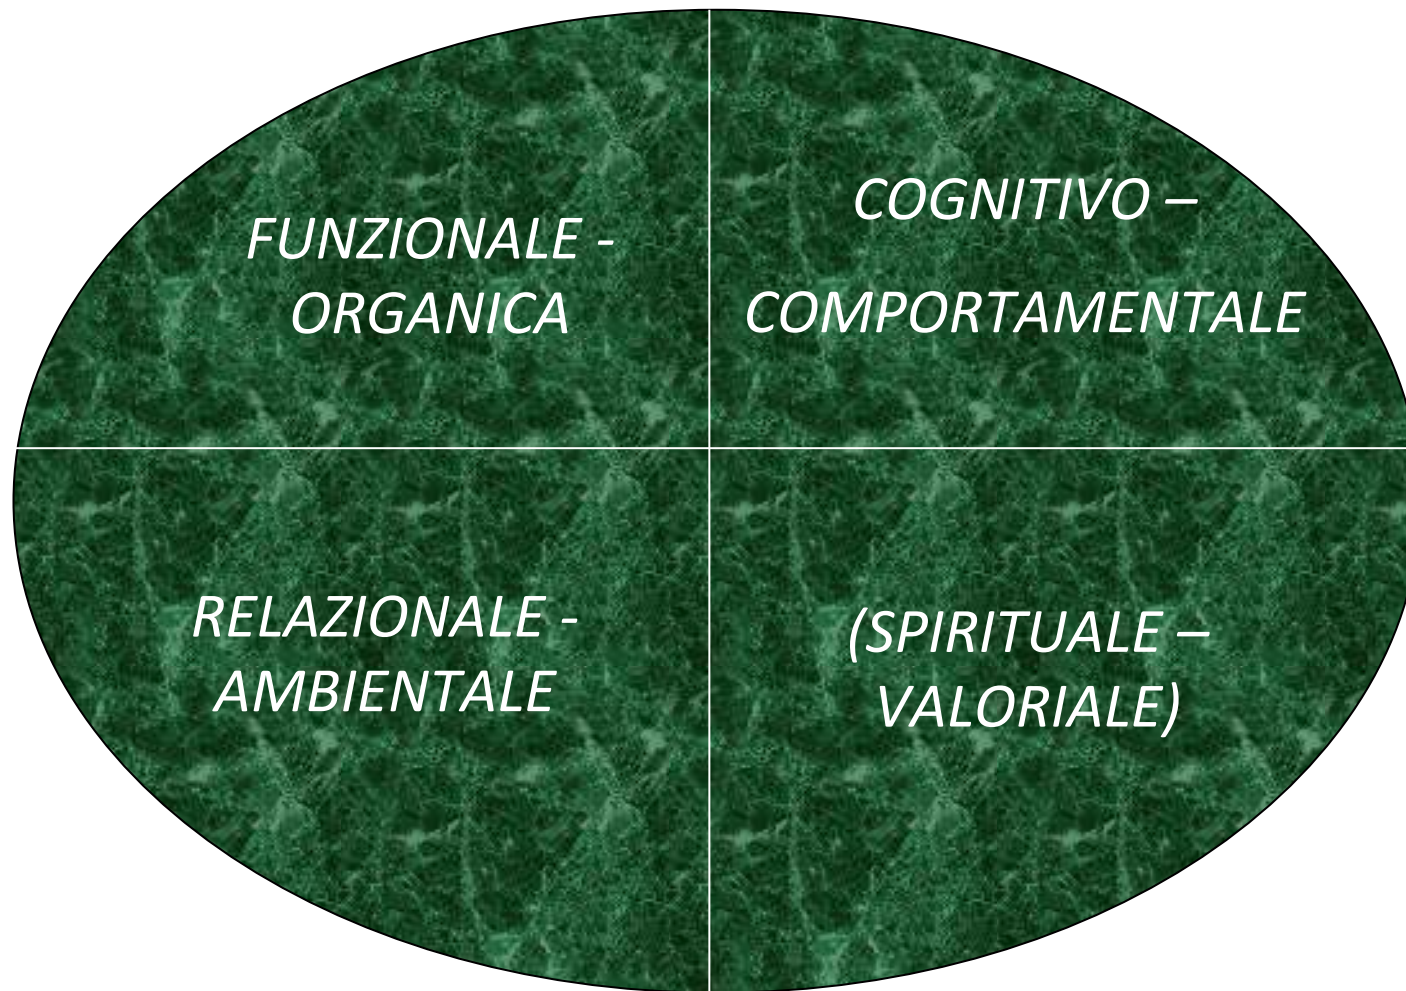 FUNZIONALE -
ORGANICA
COGNITIVO –
COMPORTAMENTALE
RELAZIONALE -
AMBIENTALE
(SPIRITUALE –
VALORIALE)